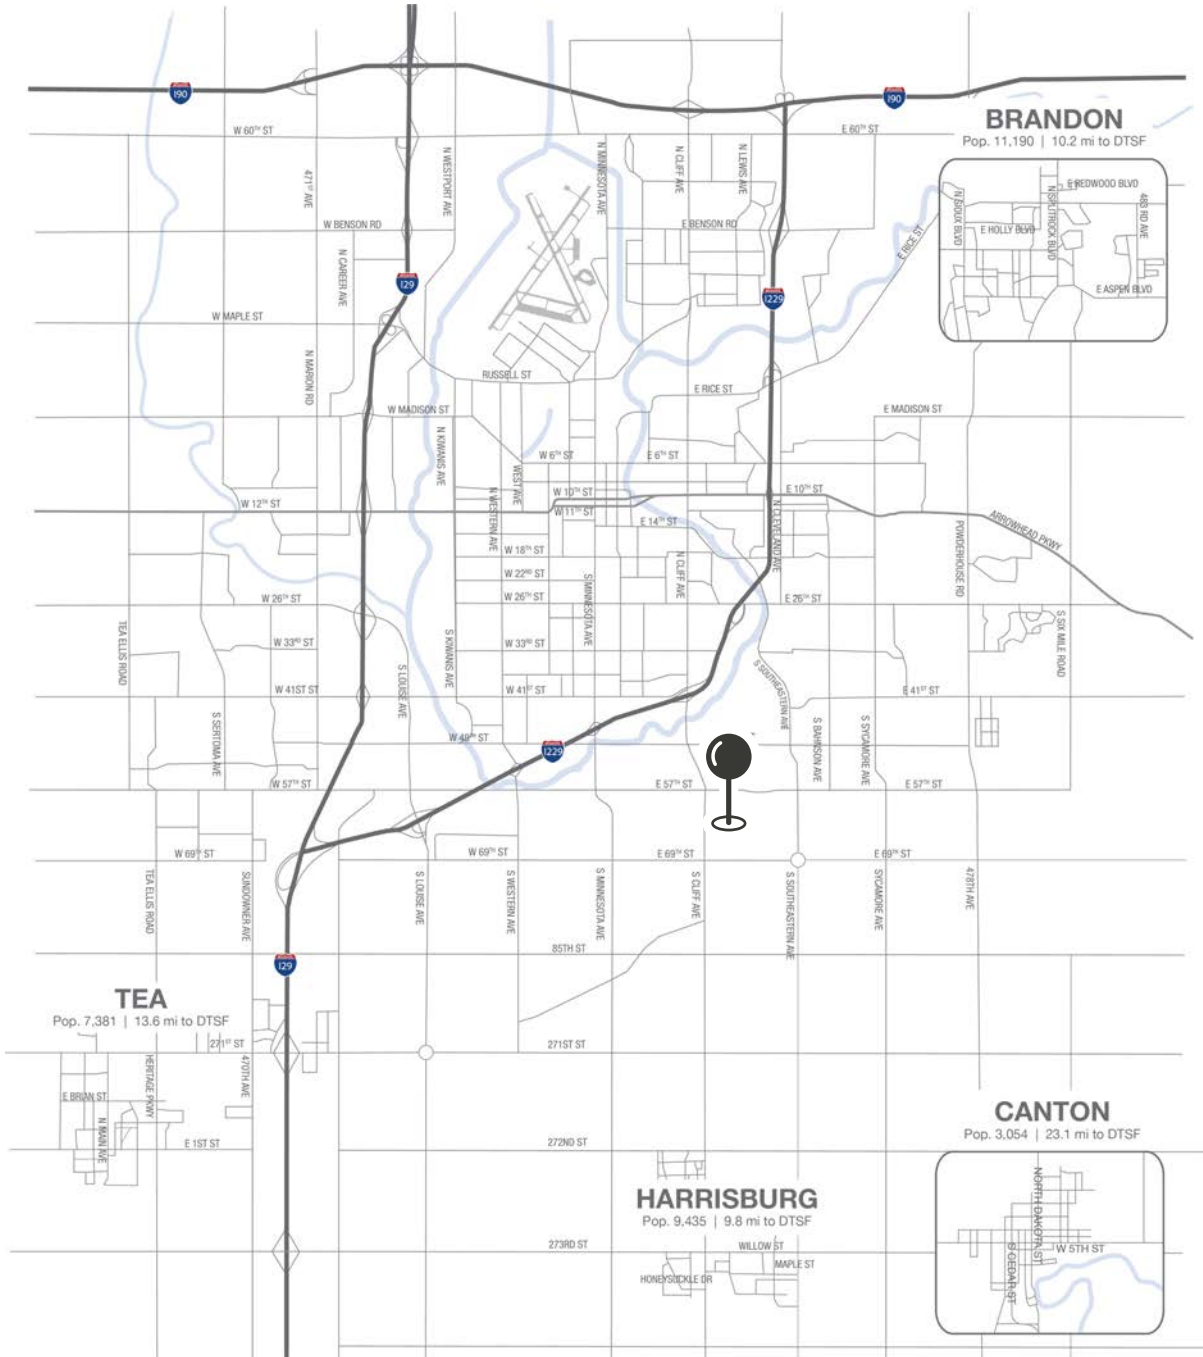 I90
I90
BRANDON
Pop. 11,190 | 10.2 mi to DTSF
W 60TH ST
E 60TH ST
471ST AVE
N WESTPORT AVE
N MINNESOTA AVE
N CLIFF AVE
N LEWIS AVE
E REDWOOD BLVD
N SIOUX BLVD
N SPLITROCK BLVD
483 RD AVE
W BENSON RD
E BENSON RD
E HOLLY BLVD
E RICE ST
N CAREER AVE
I29
I229
E ASPEN BLVD
W MAPLE ST
N MARION RD
RUSSELL ST
E RICE ST
W MADISON ST
E MADISON ST
N KIWANIS AVE
W 6TH ST
E 6TH ST
WEST AVE
N WESTERN AVE
W 10TH ST
E 10TH ST
W 12TH ST
W 11TH ST
E 14TH ST
N CLEVELAND AVE
ARROWHEAD PKWY
POWDERHOUSE RD
W 18TH ST
N CLIFF AVE
W 22ND ST
S MINNESOTA AVE
W 26TH ST
W 26TH ST
E 26TH ST
TEA ELLIS ROAD
W 33RD ST
S KIWANIS AVE
W 33RD ST
S SIX MILE ROAD
S LOUISE AVE
S SOUTHEASTERN AVE
W 41ST ST
W 41ST ST
E 41ST ST
S SERTOMA AVE
S BAHNSON AVE
S SYCAMORE AVE
W 49TH ST
I229
W 57TH ST
E 57TH ST
E 57TH ST
W 69TH ST
W 69TH ST
E 69TH ST
E 69TH ST
TEA ELLIS ROAD
SUNDOWNER AVE
S LOUISE AVE
S WESTERN AVE
S MINNESOTA AVE
S CLIFF AVE
S SOUTHEASTERN AVE
SYCAMORE AVE
478TH AVE
85TH ST
I29
TEA
Pop. 7,381 | 13.6 mi to DTSF
271ST ST
271ST ST
HERITAGE PKWY
470TH AVE
E BRIAN ST
N MAIN AVE
E 1ST ST
272ND ST
CANTON
Pop. 3,054 | 23.1 mi to DTSF
HARRISBURG
Pop. 9,435 | 9.8 mi to DTSF
NORTH DAKOTA ST
273RD ST
WILLOW ST
W 5TH ST
MAPLE ST
HONEYSUCKLE DR
S CEDAR ST